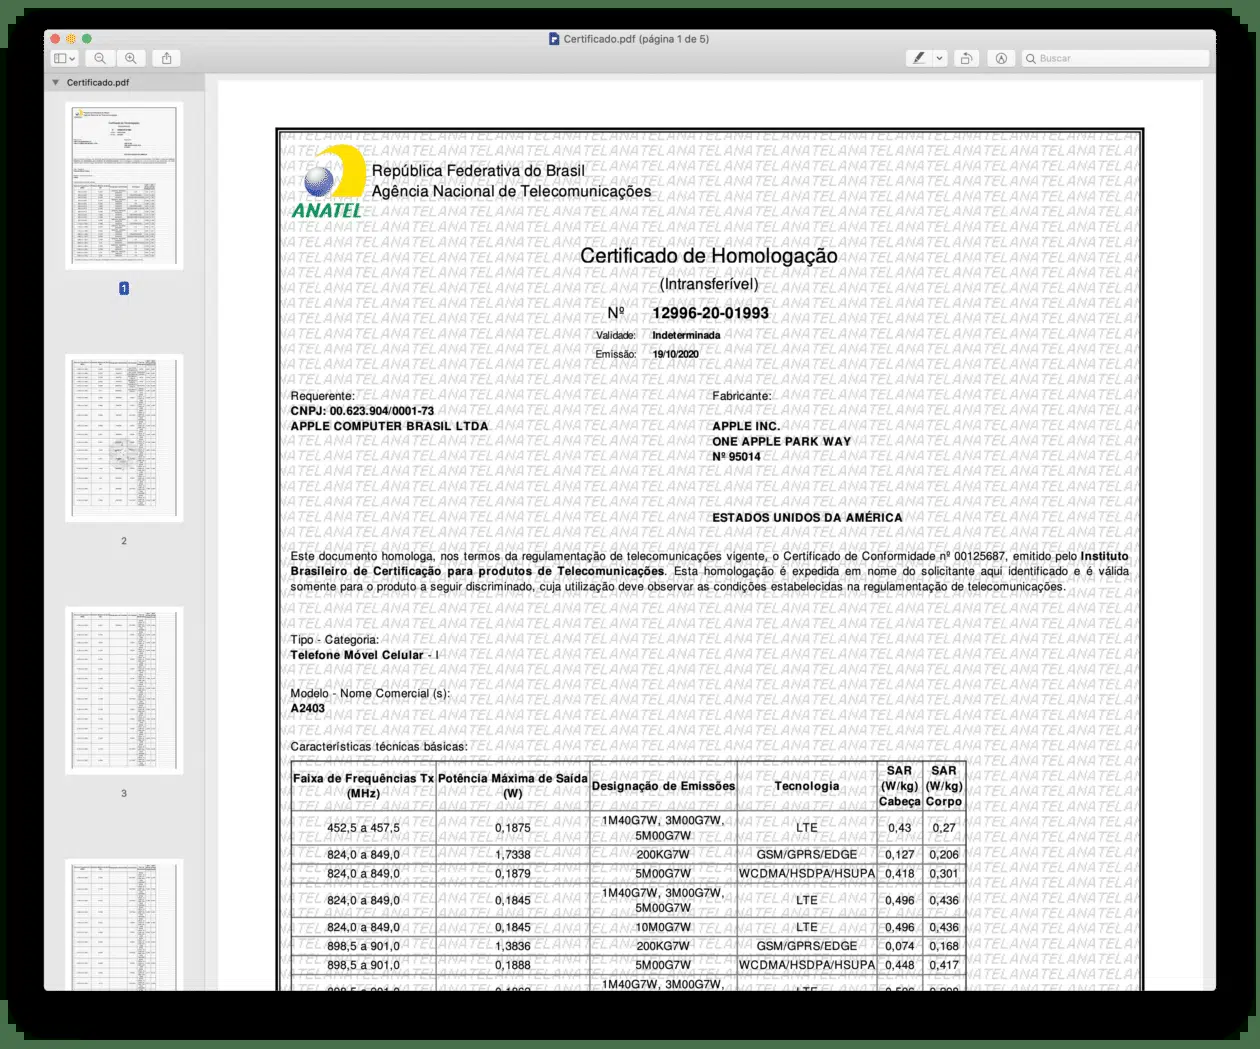 Certificado.pdf (página 1 de 5)
Buscar
Certificado.pdf
1
2
3
ANATEL
República Federativa do Brasil
Agência Nacional de Telecomunicações
Certificado de Homologação
(Intransferível)
Nº 12996-20-01993
Validade: Indeterminada
Emissão: 19/10/2020
Requerente:
CNPJ: 00.623.904/0001-73
APPLE COMPUTER BRASIL LTDA
Fabricante:
APPLE INC.
ONE APPLE PARK WAY
Nº 95014
ESTADOS UNIDOS DA AMÉRICA
Este documento homologa, nos termos da regulamentação de telecomunicações vigente, o Certificado de Conformidade nº 00125687, emitido pelo Instituto
Brasileiro de Certificação para produtos de Telecomunicações. Esta homologação é expedida em nome do solicitante aqui identificado e é válida
somente para o produto a seguir discriminado, cuja utilização deve observar as condições estabelecidas na regulamentação de telecomunicações.
Tipo - Categoria:
Telefone Móvel Celular - I
Modelo - Nome Comercial (s):
A2403
Características técnicas básicas:
Faixa de Frequências Tx (MHz) Potência Máxima de Saída (W) Designação de Emissões Tecnologia SAR (W/kg) Cabeça SAR (W/kg) Corpo
452,5 a 457,5 0,1875 1M40G7W, 3M00G7W, 5M00G7W LTE 0,43 0,27
824,0 a 849,0 1,7338 200KG7W GSM/GPRS/EDGE 0,127 0,206
824,0 a 849,0 0,1879 5M00G7W WCDMA/HSDPA/HSUPA 0,418 0,301
824,0 a 849,0 0,1845 1M40G7W, 3M00G7W, 5M00G7W LTE 0,496 0,436
824,0 a 849,0 0,1845 10M0G7W LTE 0,496 0,436
898,5 a 901,0 1,3836 200KG7W GSM/GPRS/EDGE 0,074 0,168
898,5 a 901,0 0,1888 5M00G7W WCDMA/HSDPA/HSUPA 0,448 0,417
1M40G7W, 3M00G7W,